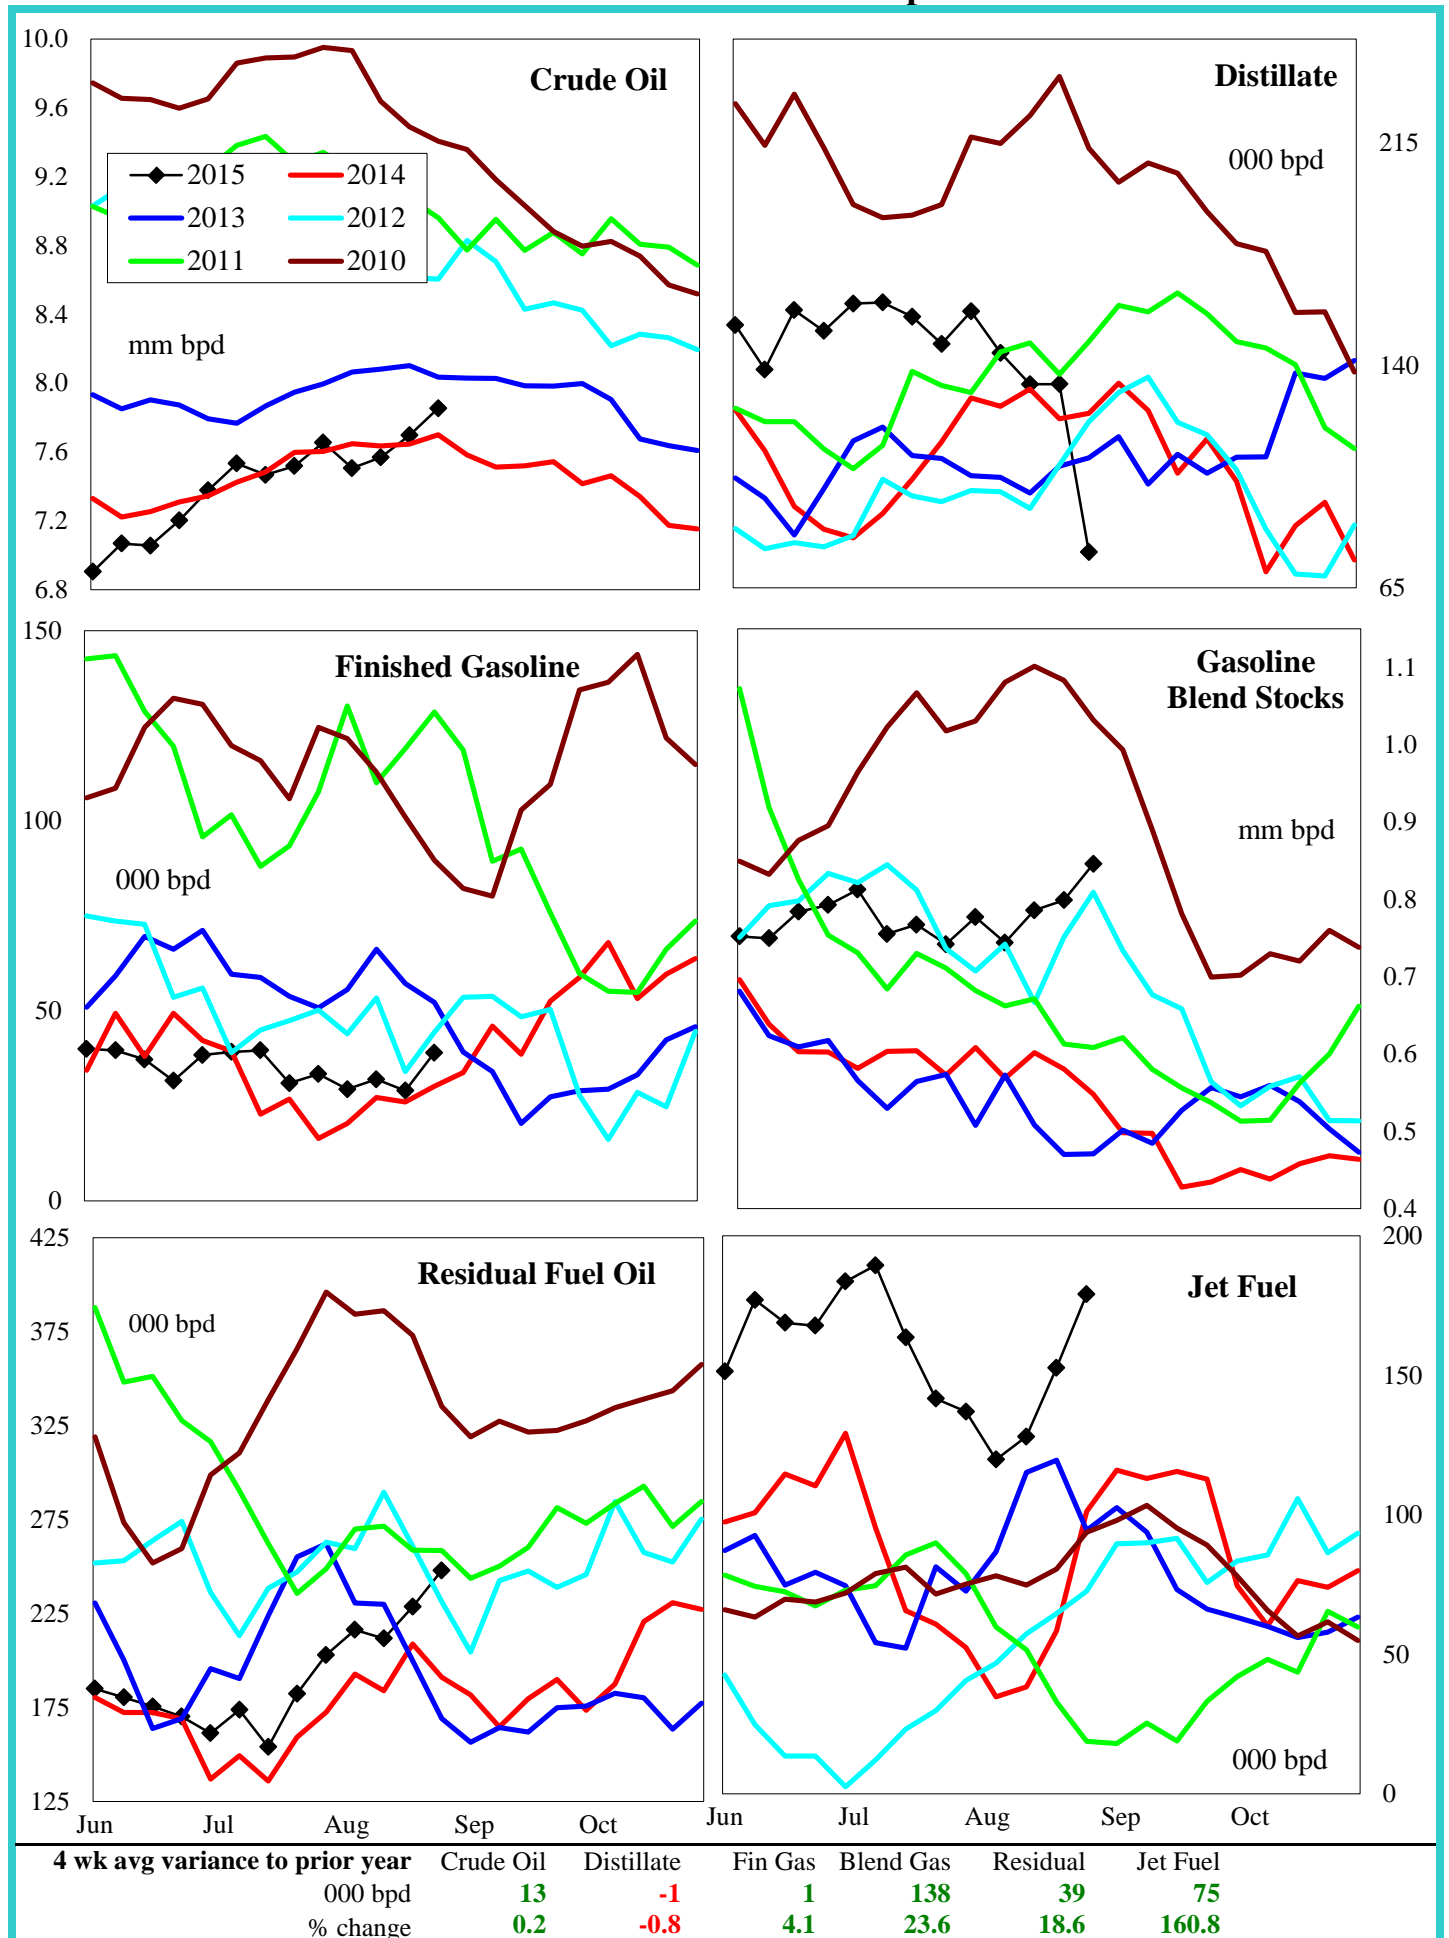 10.0
9.6
9.2
8.8
8.4
8.0
7.6
7.2
6.8
Crude Oil
2015 2014
2013 2012
2011 2010
mm bpd
Distillate
000 bpd
215
140
65
150
100
50
0
Finished Gasoline
000 bpd
Gasoline
Blend Stocks
mm bpd
1.1
1.0
0.9
0.8
0.7
0.6
0.5
0.4
425
375
325
275
225
175
125
Residual Fuel Oil
000 bpd
Jun Jul Aug Sep Oct
Jet Fuel
000 bpd
200
150
100
50
0
Jun Jul Aug Sep Oct
4 wk avg variance to prior year Crude Oil Distillate Fin Gas Blend Gas Residual Jet Fuel
000 bpd 13 -1 1 138 39 75
% change 0.2 -0.8 4.1 23.6 18.6 160.8